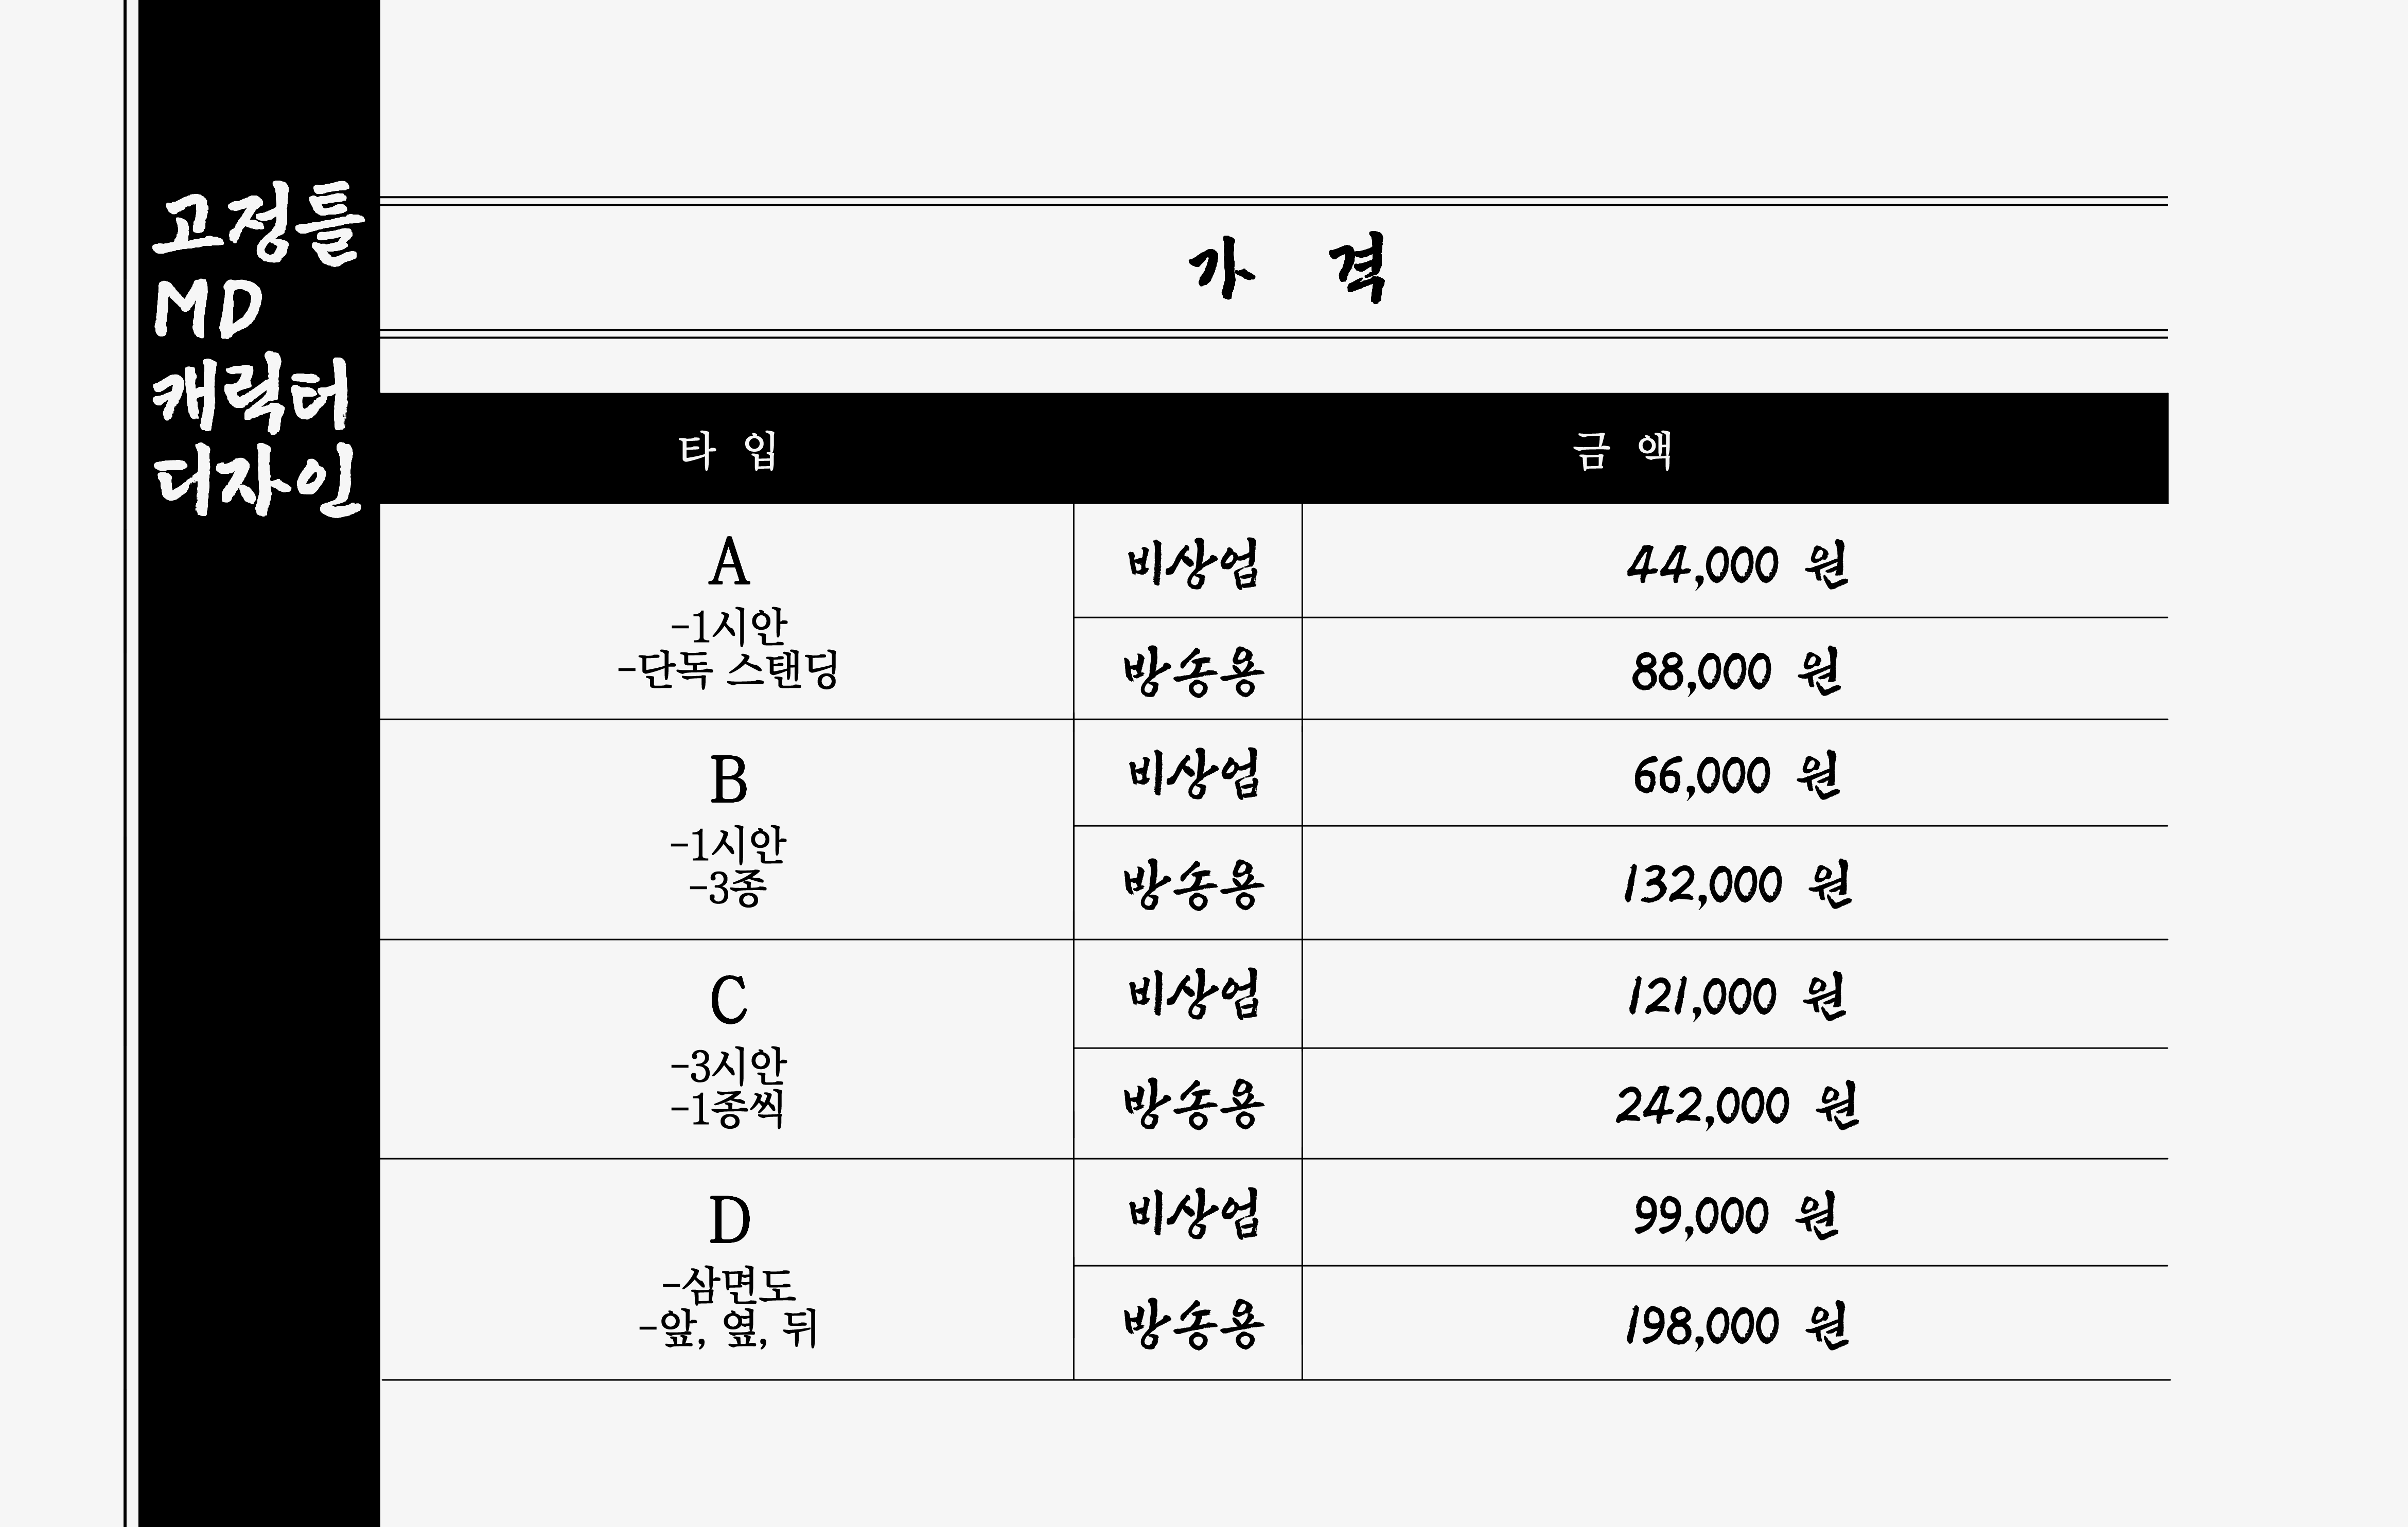 고정틀
MD
캐릭터
디자인
가 격
타 입 금 액
A
-1시안
-단독 스탠딩
비상업 44,000 원
방송용 88,000 원
B
-1시안
-3종
비상업 66,000 원
방송용 132,000 원
C
-3시안
-1종씩
비상업 121,000 원
방송용 242,000 원
D
-삼면도
-앞, 옆, 뒤
비상업 99,000 원
방송용 198,000 원